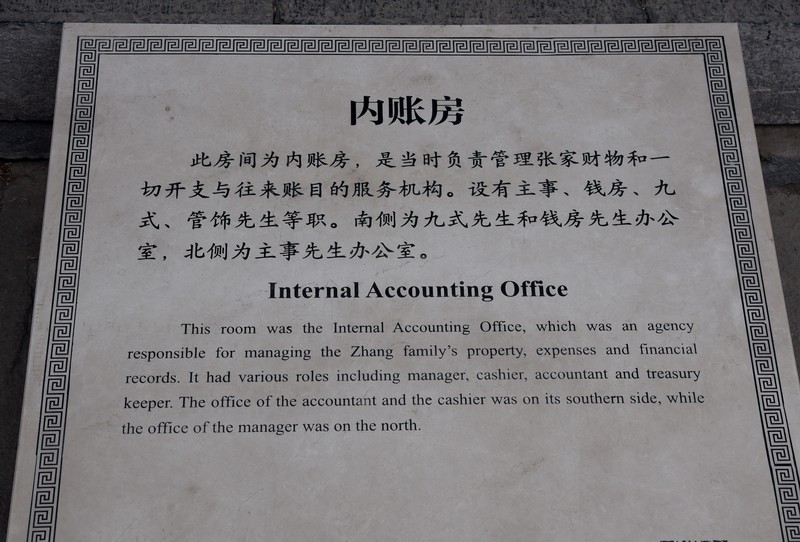 内账房
此房间为内账房，是当时负责管理张家财物和一
切开支与往来账目的服务机构。设有主事、钱房、九
式、管饰先生等职。南侧为九式先生和钱房先生办公
室，北侧为主事先生办公室。
Internal Accounting Office
This room was the Internal Accounting Office, which was an agency
responsible for managing the Zhang family's property, expenses and financial
records. It had various roles including manager, cashier, accountant and treasury
keeper. The office of the accountant and the cashier was on its southern side, while
the office of the manager was on the north.